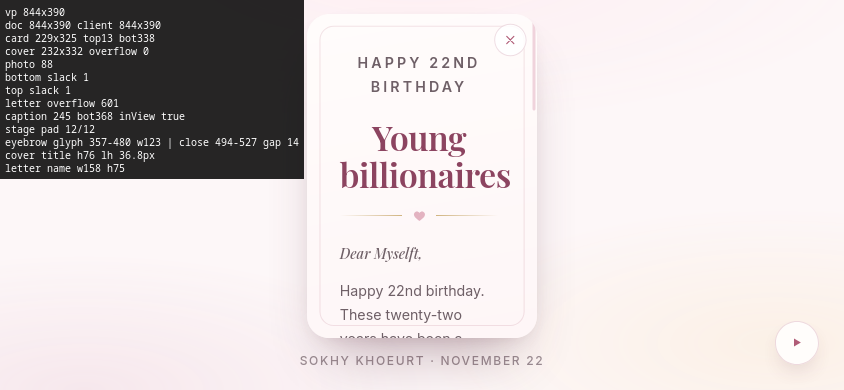 vp 844x390
doc 844x390 client 844x390
card 229x325 top13 bot338
cover 232x332 overflow 0
photo 88
bottom slack 1
top slack 1
letter overflow 601
caption 245 bot368 inView true
stage pad 12/12
eyebrow glyph 357-480 w123 | close 494-527 gap 14
cover title h76 lh 36.8px
letter name w158 h75
HAPPY 22ND
BIRTHDAY
Young
billionaires
Dear Myselft,
Happy 22nd birthday.
These twenty-two
years have been a
SOKHY KHOEURT · NOVEMBER 22